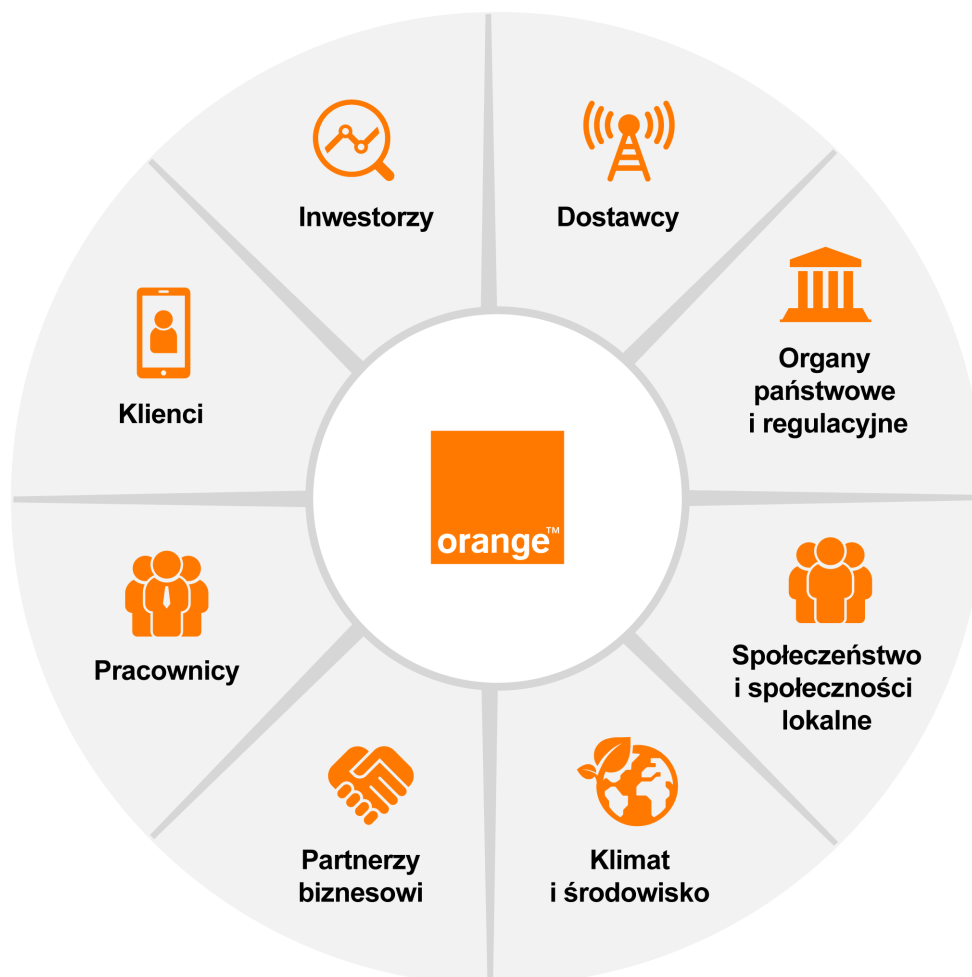 Inwestorzy
Dostawcy
Organy
państwowe
i regulacyjne
Klienci
orange™
Pracownicy
Społeczeństwo
i społeczności
lokalne
Partnerzy
biznesowi
Klimat
i środowisko